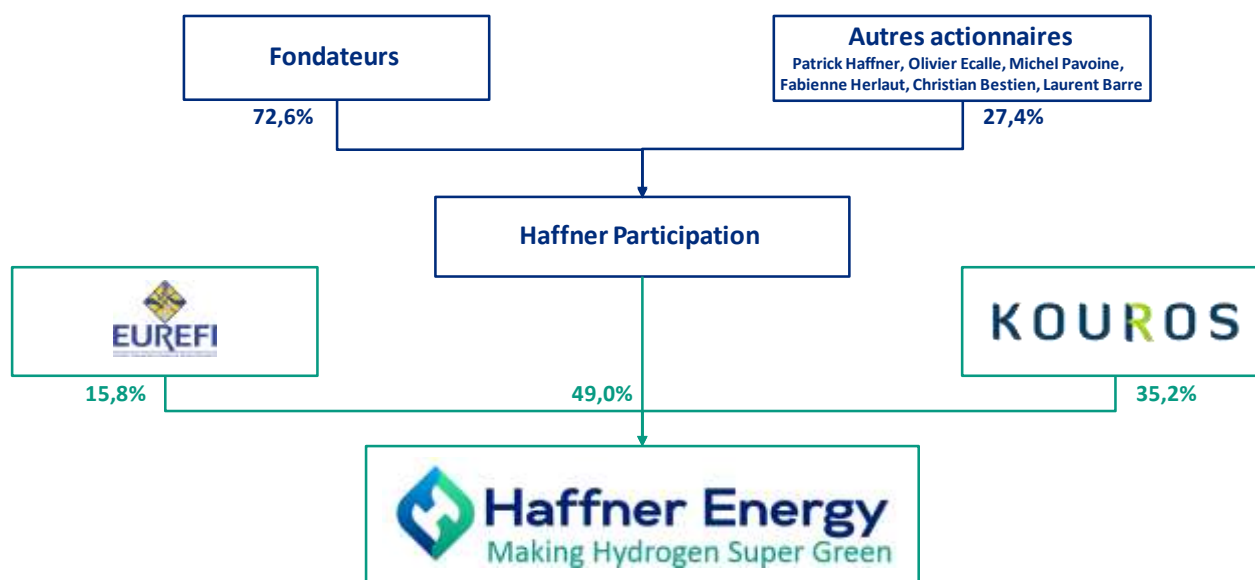 Fondateurs
Autres actionnaires
Patrick Haffner, Olivier Ecalle, Michel Pavoine,
Fabienne Herlaut, Christian Bestien, Laurent Barre
72,6%
27,4%
Haffner Participation
EUREFI
KOUROS
15,8%
49,0%
35,2%
Haffner Energy
Making Hydrogen Super Green